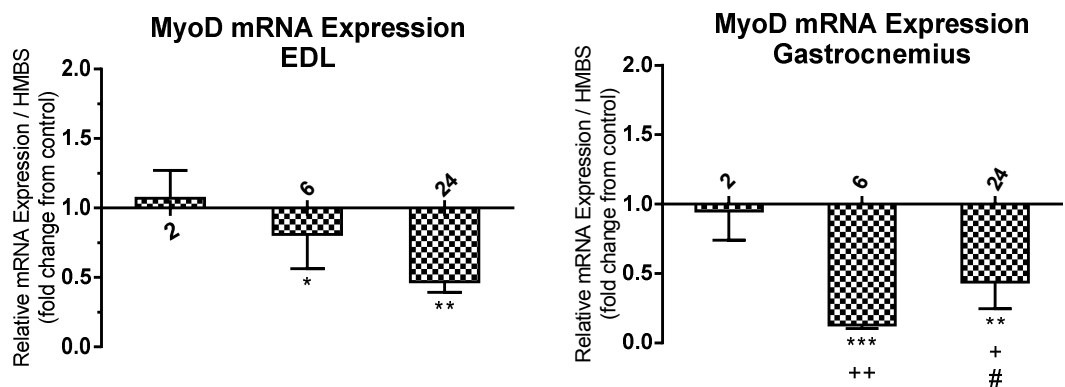 MyoD mRNA Expression
EDL
Relative mRNA Expression / HMBS
(fold change from control)
2.0
1.5
1.0
0.5
0.0
2
6
24
*
**
MyoD mRNA Expression
Gastrocnemius
Relative mRNA Expression / HMBS
(fold change from control)
2.0
1.5
1.0
0.5
0.0
2
6
24
***
++
**
+
#